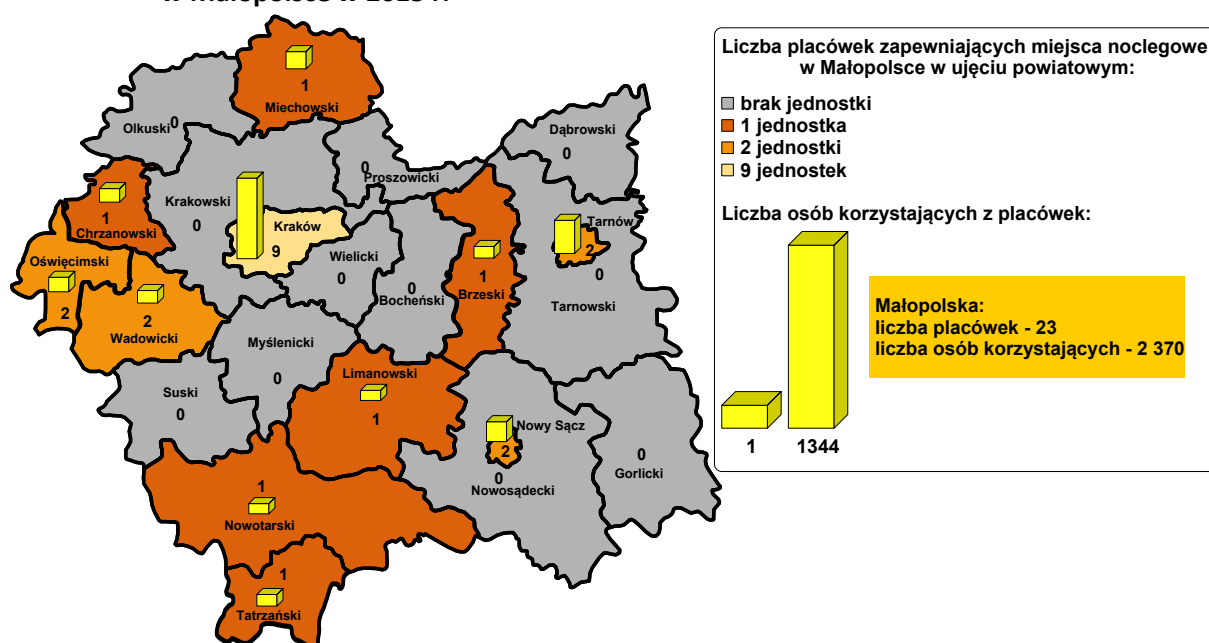 Liczba placówek zapewniających miejsca noclegowe
w Małopolsce w ujęciu powiatowym:
brak jednostki
1 jednostka
2 jednostki
9 jednostek
Liczba osób korzystających z placówek:
1
1344
Małopolska:
liczba placówek - 23
liczba osób korzystających - 2 370
1
Miechowski
Olkuski 0
Dąbrowski
0
0
Proszowicki
Krakowski
0
1
Chrzanowski
Kraków
9
Tarnów
2
0
Tarnowski
Oświęcimski
2
Wielicki
0
0
Bocheński
1
Brzeski
2
Wadowicki
Myślenicki
0
Limanowski
1
Suski
0
Nowy Sącz
2
0
Nowosądecki
0
Gorlicki
1
Nowotarski
1
Tatrzański